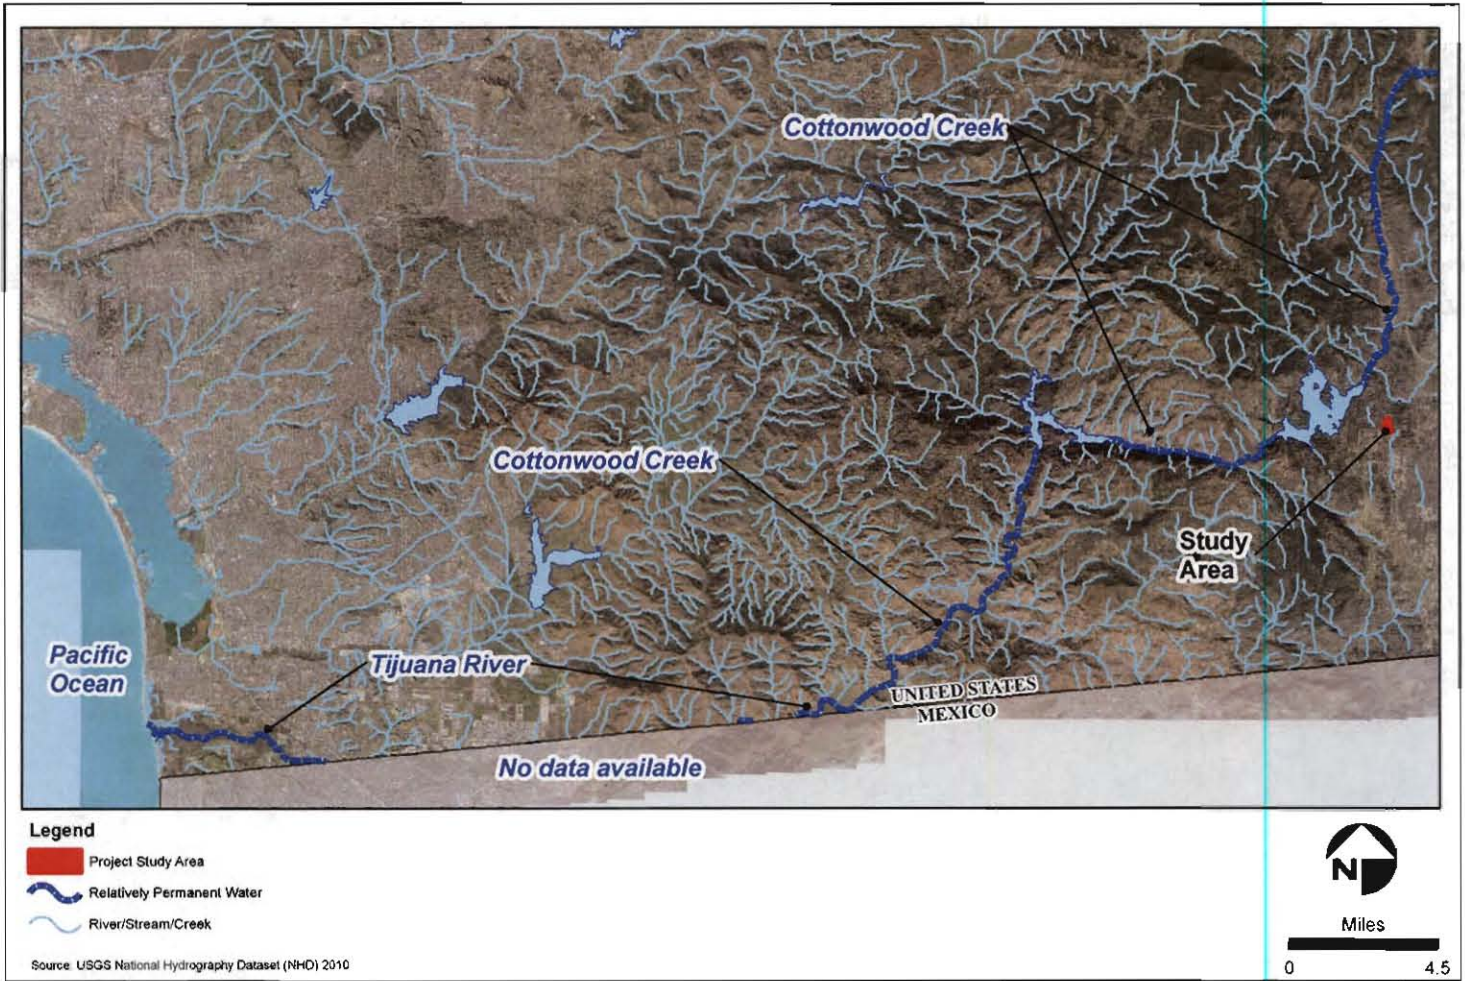 Cottonwood Creek
Cottonwood Creek
Study
Area
Pacific
Ocean
Tijuana River
UNITED STATES
MEXICO
No data available
Legend
Project Study Area
Relatively Permanent Water
River/Stream/Creek
Source: USGS National Hydrography Dataset (NHD) 2010
N
Miles
0 4.5